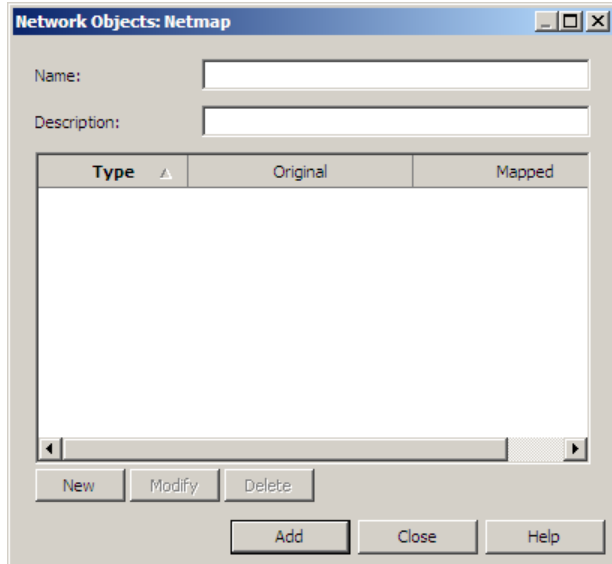 Network Objects: Netmap
Name:
Description:
Type Original Mapped
New Modify Delete
Add Close Help